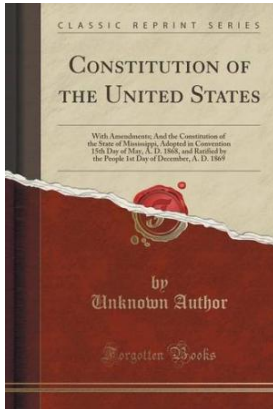 CLASSIC REPRINT SERIES
CONSTITUTION OF
THE UNITED STATES
With Amendments; And the Constitution of
the State of Mississippi, Adopted in Convention
15th Day of May, A. D. 1868, and Ratified by
the People 1st Day of December, A. D. 1869
by
Unknown Author
Forgotten Books